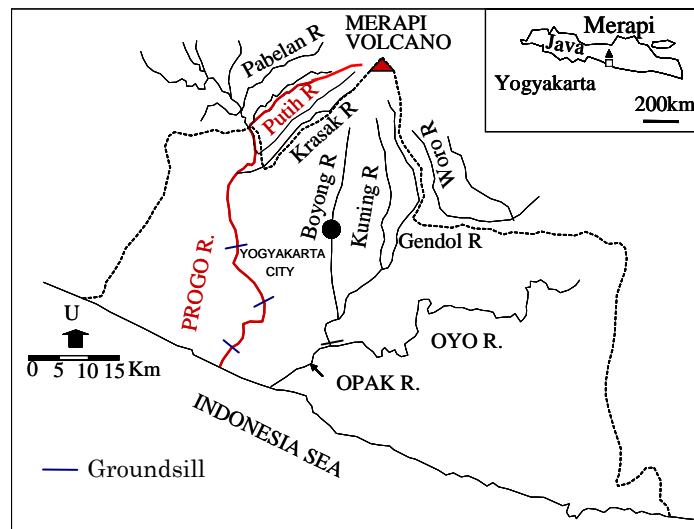 MERAPI
VOLCANO
Merapi
Java
Yogyakarta
200km
Pabelan R
Putih R
Krasak R
Boyong R
Kuning R
Woro R
Gendol R
YOGYAKARTA
CITY
PROGO R.
U
0 5 10 15 Km
OYO R.
OPAK R.
INDONESIA SEA
Groundsill